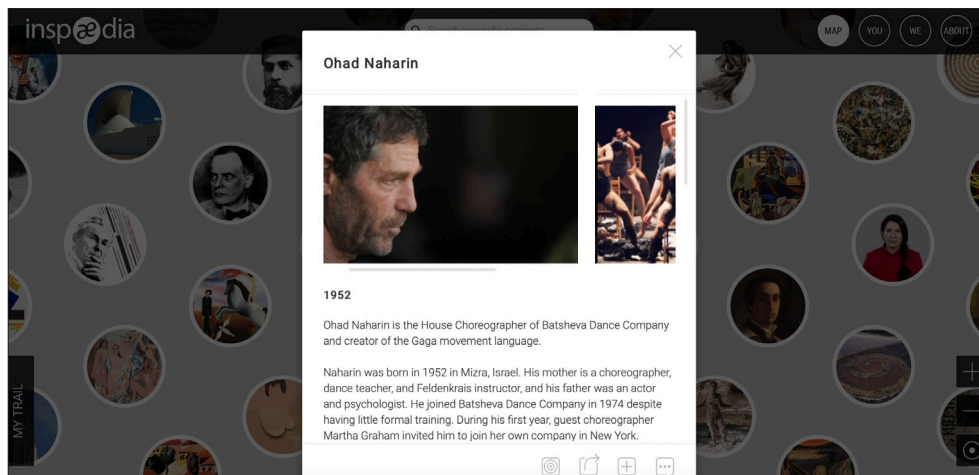 inspædia
Search inspaedia contents
MAP
YOU
WE
ABOUT
Ohad Naharin
1952
Ohad Naharin is the House Choreographer of Batsheva Dance Company
and creator of the Gaga movement language.
Naharin was born in 1952 in Mizra, Israel. His mother is a choreographer,
dance teacher, and Feldenkrais instructor, and his father was an actor
and psychologist. He joined Batsheva Dance Company in 1974 despite
having little formal training. During his first year, guest choreographer
Martha Graham invited him to join her own company in New York.
MY TRAIL